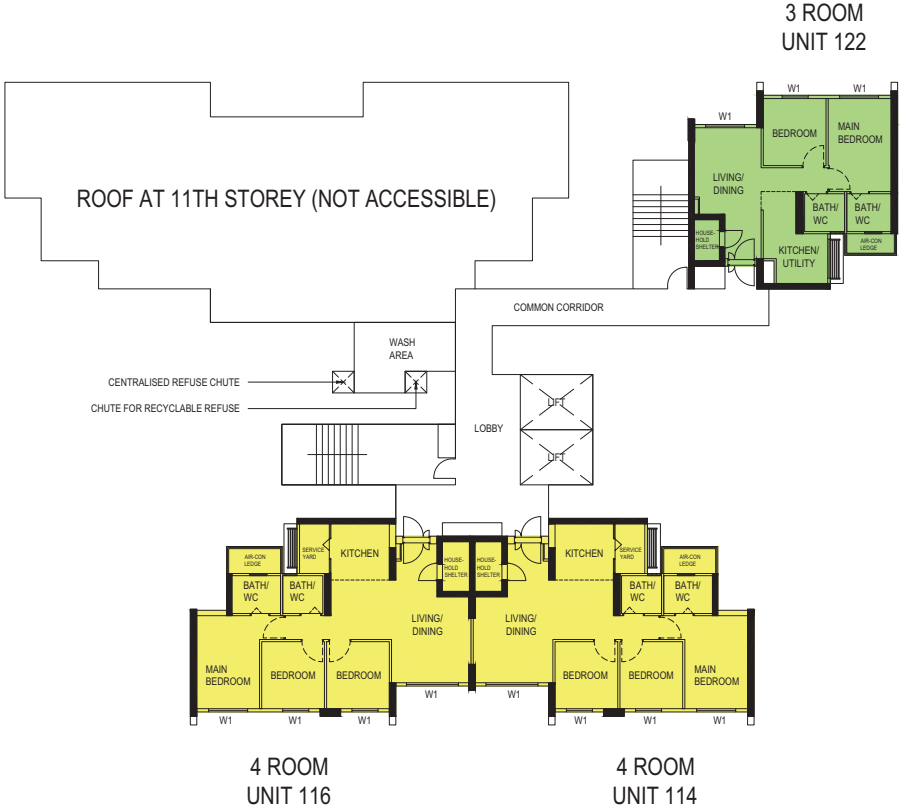 3 ROOM
UNIT 122
W1
W1
W1
BEDROOM
MAIN
BEDROOM
LIVING/
DINING
BATH/
WC
BATH/
WC
HOUSE-
HOLD
SHELTER
KITCHEN/
UTILITY
AIR-CON
LEDGE
ROOF AT 11TH STOREY (NOT ACCESSIBLE)
COMMON CORRIDOR
WASH
AREA
CENTRALISED REFUSE CHUTE
CHUTE FOR RECYCLABLE REFUSE
LIFT
LOBBY
LIFT
AIR-CON
LEDGE
SERVICE
YARD
KITCHEN
HOUSE-
HOLD
SHELTER
HOUSE-
HOLD
SHELTER
KITCHEN
SERVICE
YARD
AIR-CON
LEDGE
BATH/
WC
BATH/
WC
LIVING/
DINING
LIVING/
DINING
BATH/
WC
BATH/
WC
MAIN
BEDROOM
BEDROOM
BEDROOM
BEDROOM
BEDROOM
MAIN
BEDROOM
W1
W1
W1
W1
W1
W1
W1
W1
4 ROOM
UNIT 116
4 ROOM
UNIT 114